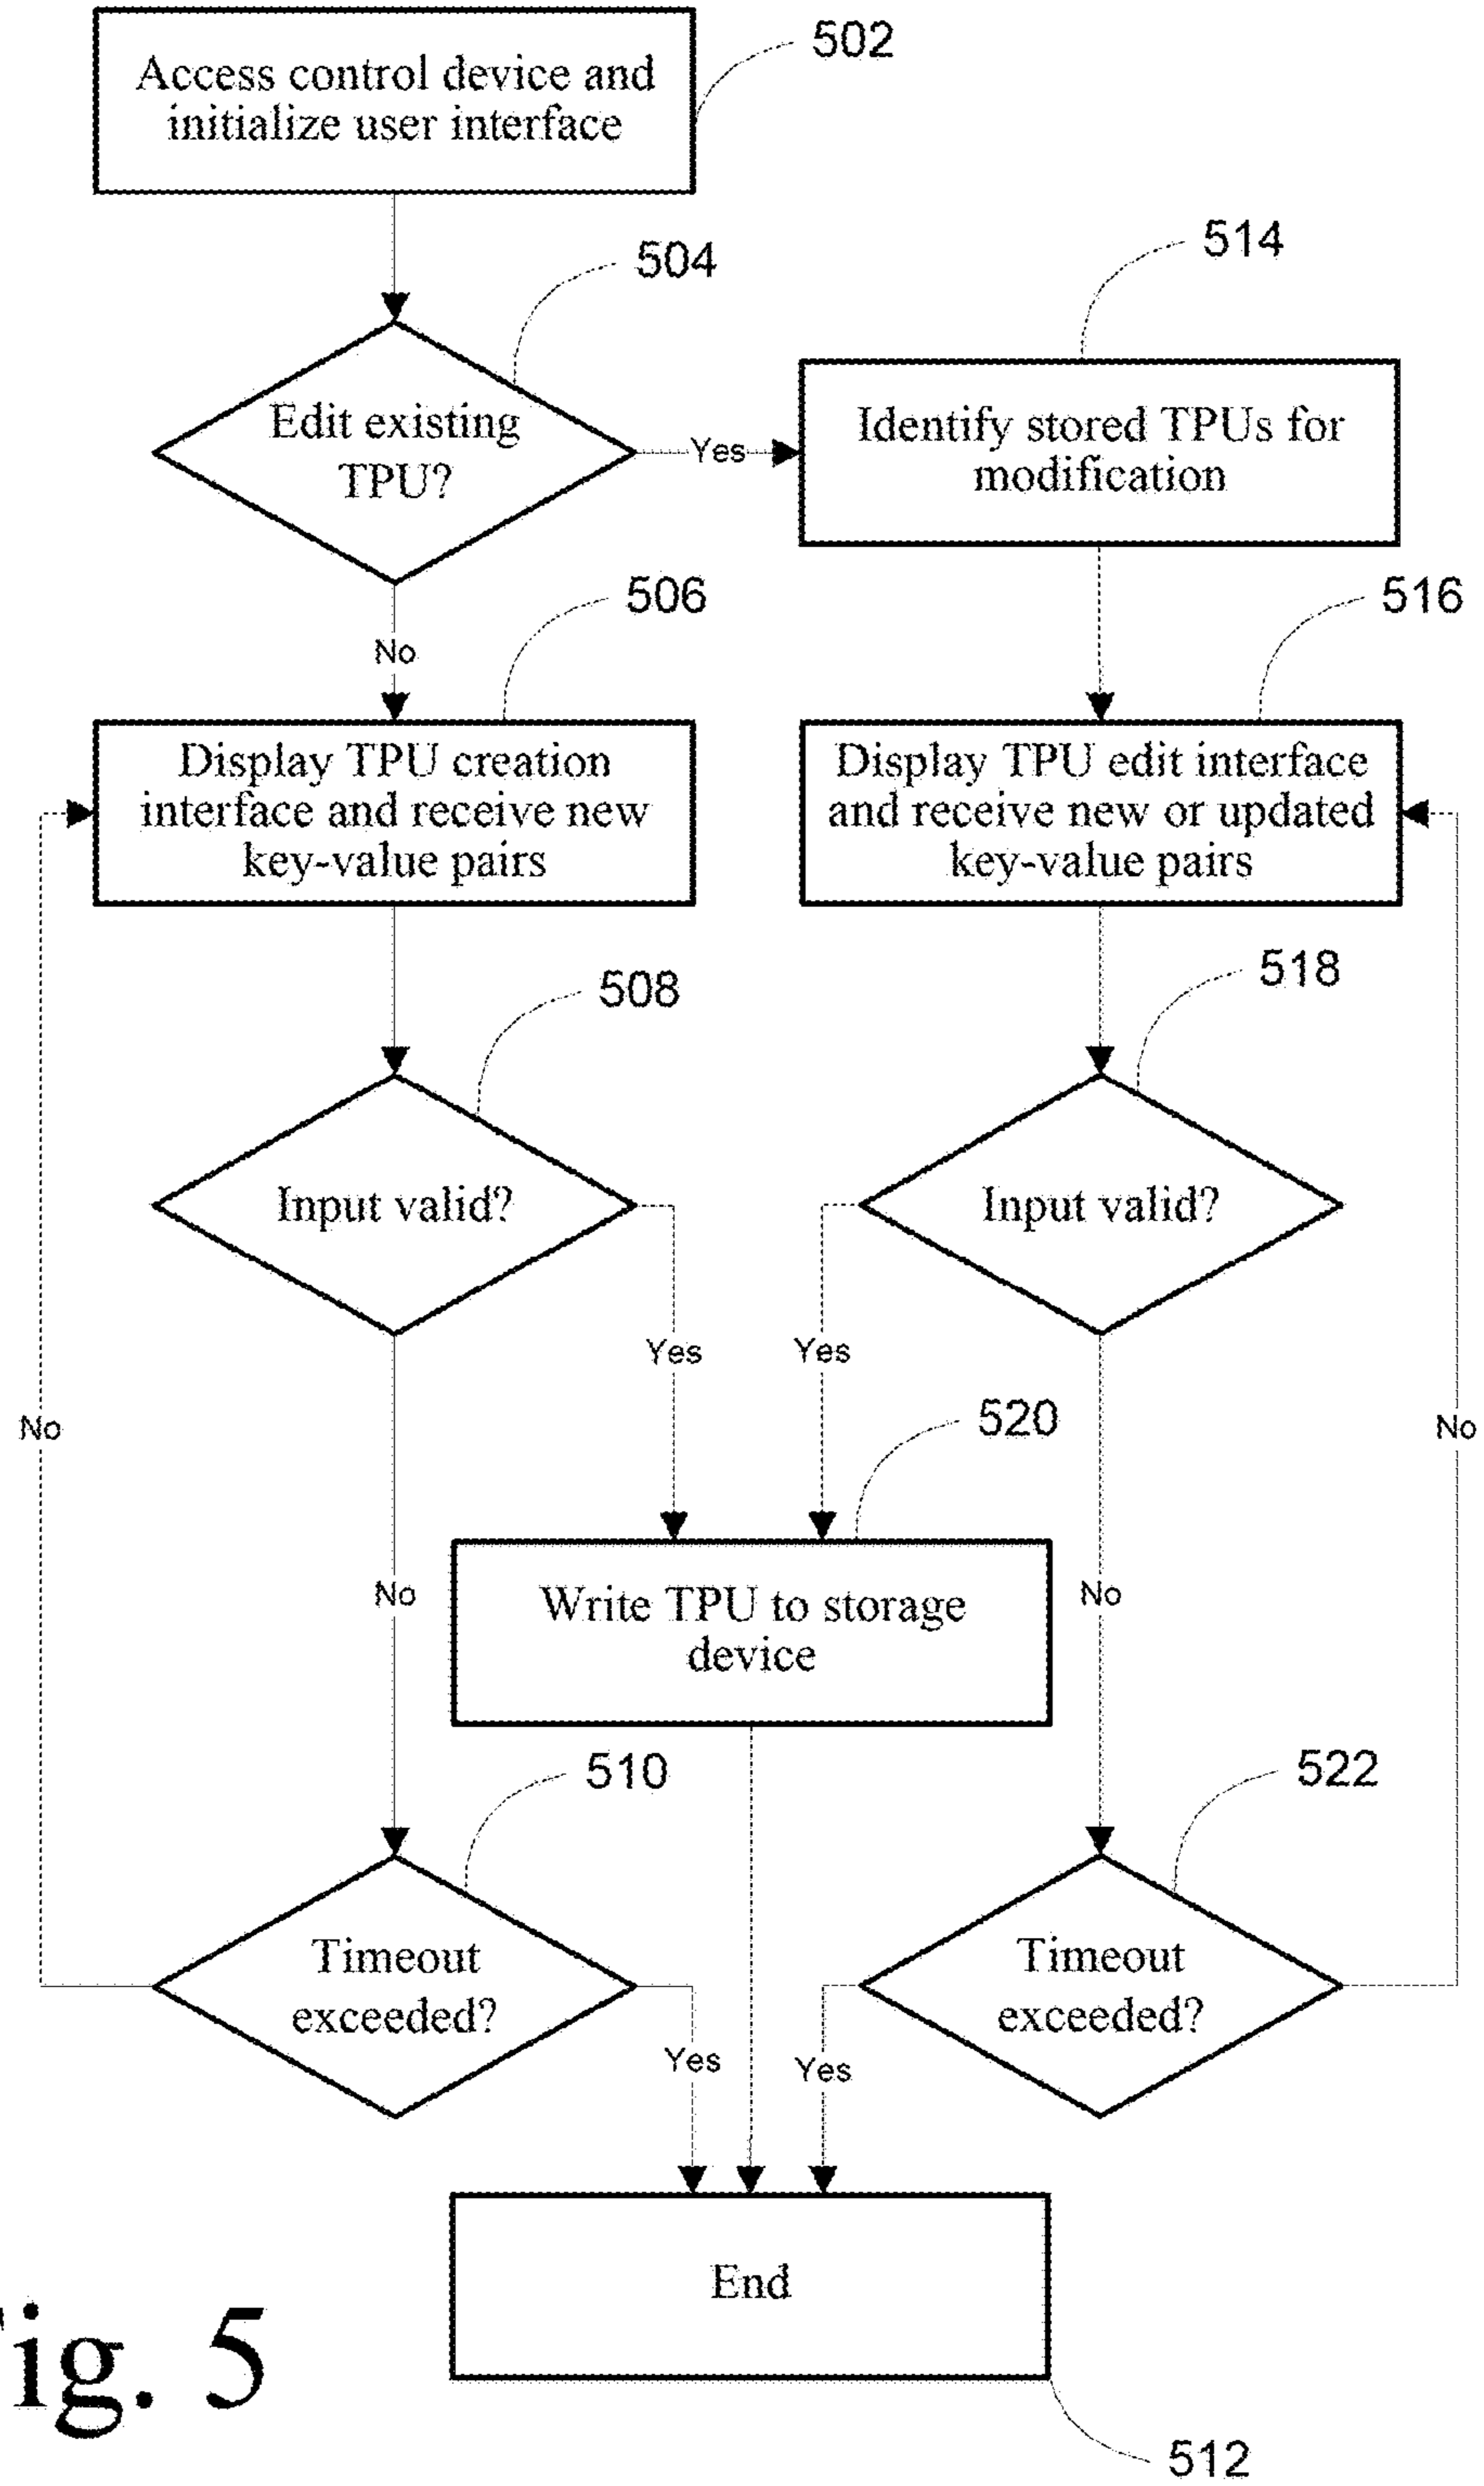 502
Access control device and
initialize user interface
504
514
Edit existing
TPU?
Yes
Identify stored TPUs for
modification
506
516
No
Display TPU creation
interface and receive new
key-value pairs
Display TPU edit interface
and receive new or updated
key-value pairs
508
518
Input valid?
Input valid?
Yes
Yes
520
No
No
No
No
Write TPU to storage
device
510
522
Timeout
exceeded?
Timeout
exceeded?
Yes
Yes
End
ig. 5
512